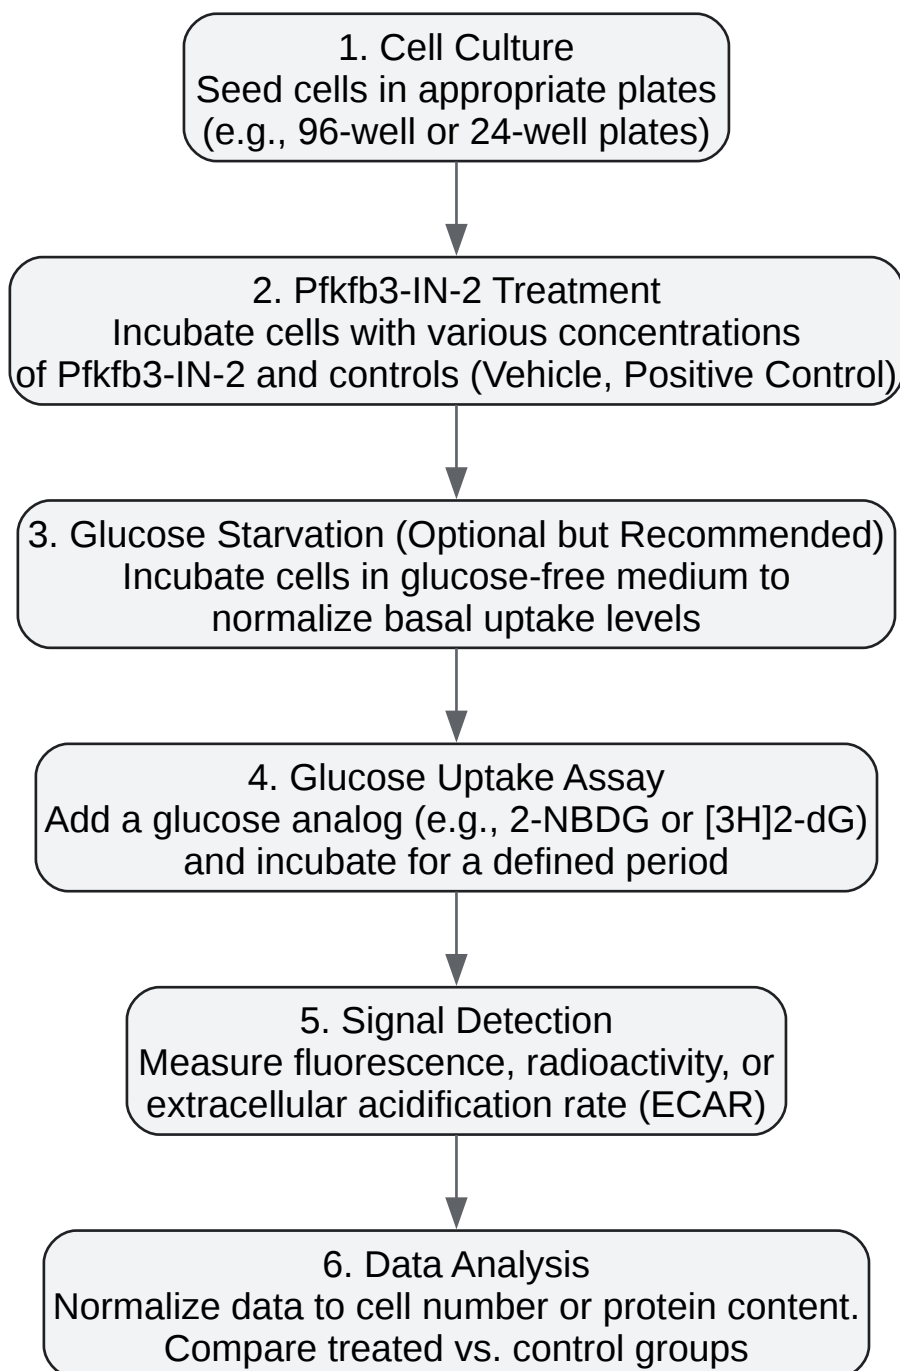 1. Cell Culture
Seed cells in appropriate plates
(e.g., 96-well or 24-well plates)
2. Pfkfb3-IN-2 Treatment
Incubate cells with various concentrations
of Pfkfb3-IN-2 and controls (Vehicle, Positive Control)
3. Glucose Starvation (Optional but Recommended)
Incubate cells in glucose-free medium to
normalize basal uptake levels
4. Glucose Uptake Assay
Add a glucose analog (e.g., 2-NBDG or [3H]2-dG)
and incubate for a defined period
5. Signal Detection
Measure fluorescence, radioactivity, or
extracellular acidification rate (ECAR)
6. Data Analysis
Normalize data to cell number or protein content.
Compare treated vs. control groups